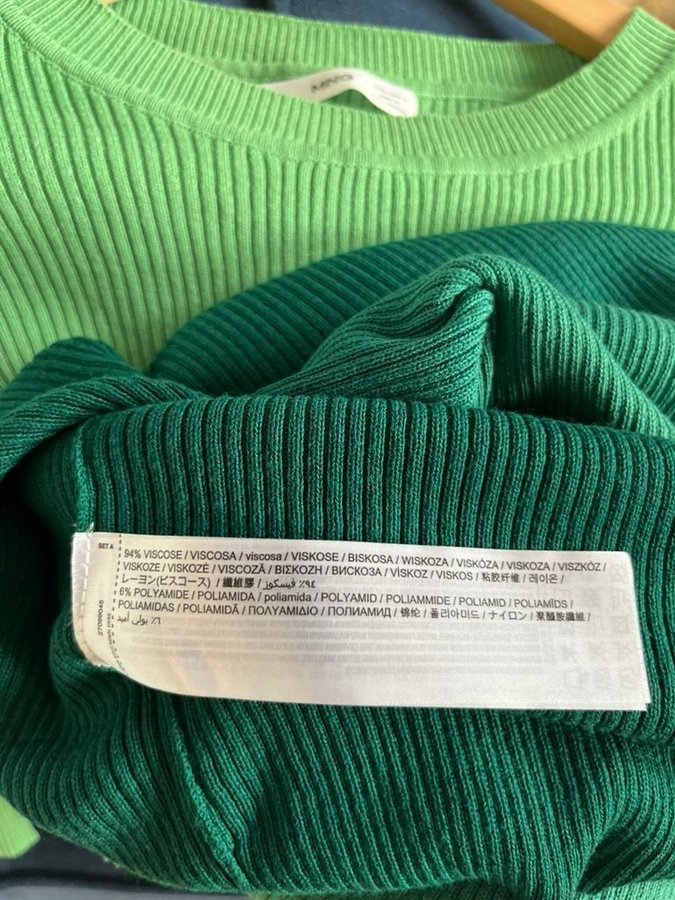 MNG
SET A
94% VISCOSE / VISCOSA / viscosa / VISKOSE / BISKOSA / WISKOZA / VISKÓZA / VISKOZA / VISZKÓZ /
VISKOZE / VISKOZĖ / VISCOZĂ / ΒΙΣΚΟΖΗ / ВИСКОЗА / VİSKOZ / VISKOS / 粘胶纤维 / 레이온 /
レーヨン(ビスコース) / 纖維膠 / ٩٤٪ ڤيسكوز
6% POLYAMIDE / POLIAMIDA / poliamida / POLYAMID / POLIAMMIDE / POLIAMID / POLIAMĪDS /
POLIAMIDAS / POLIAMIDĂ / ΠΟΛΥΑΜΙΔΙΟ / ПОЛИАМИД / 锦纶 / 폴리아미드 / ナイロン / 聚醯胺纖維 /
٦٪ بولي أميد
27099045